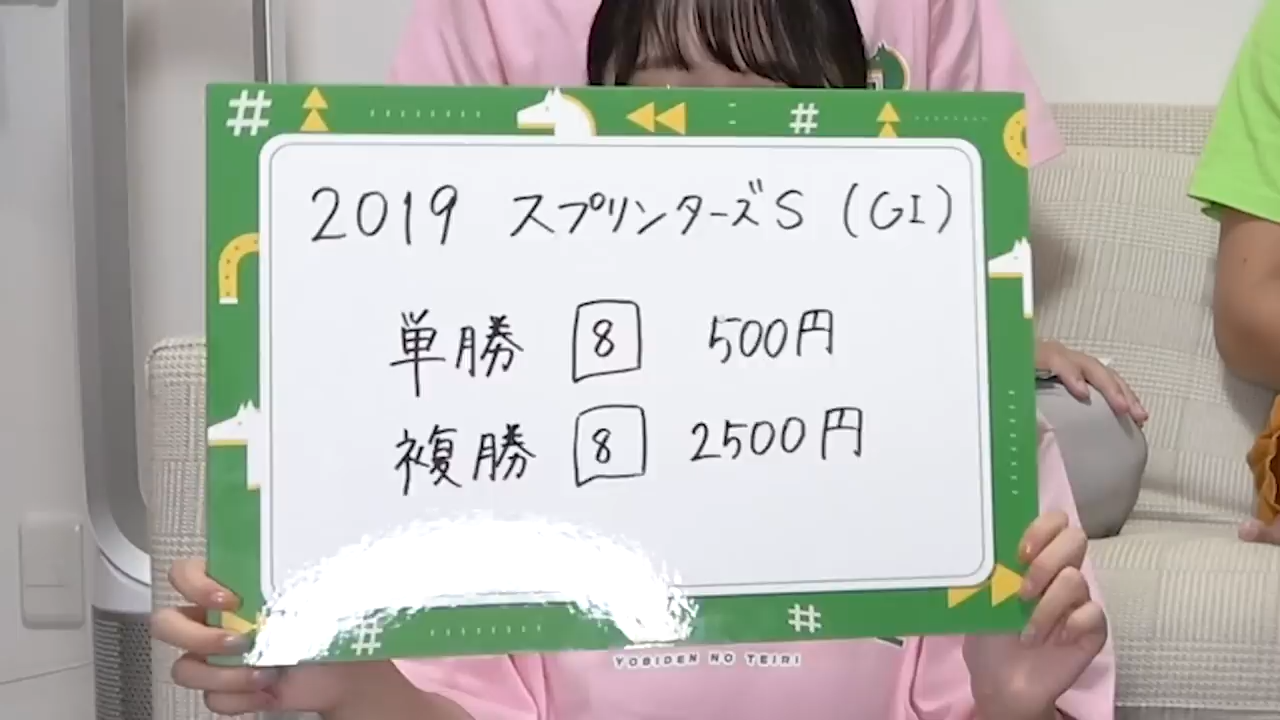 2019 スプリンターズS (GI)
単勝 8 500円
複勝 8 2500円
YOBIDEN NO TEIRI